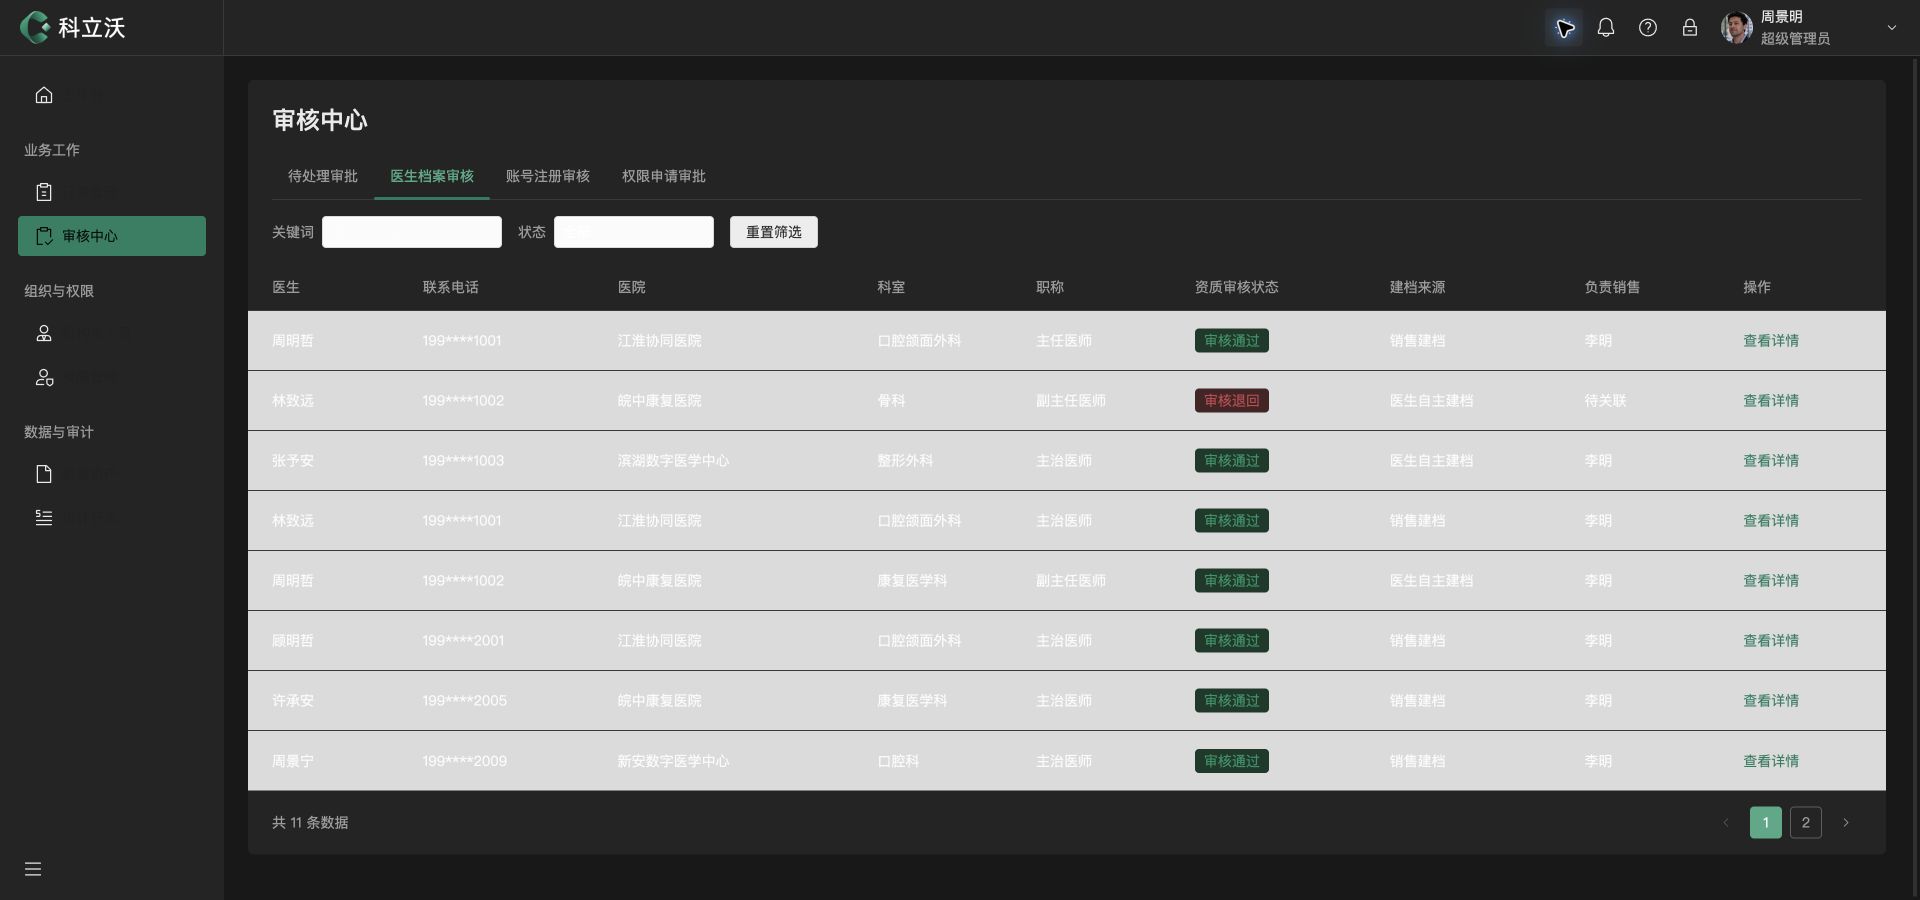 科立沃
周景明
超级管理员
业务工作
审核中心
组织与权限
数据与审计
审核中心
待处理审批 医生档案审核 账号注册审核 权限申请审批
关键词 状态 重置筛选
医生 联系电话 医院 科室 职称 资质审核状态 建档来源 负责销售 操作
周明哲 199****1001 江淮协同医院 口腔颌面外科 主任医师 审核通过 销售建档 李明 查看详情
林致远 199****1002 皖中康复医院 骨科 副主任医师 审核退回 医生自主建档 待关联 查看详情
张予安 199****1003 滨湖数字医学中心 整形外科 主治医师 审核通过 医生自主建档 李明 查看详情
林致远 199****1001 江淮协同医院 口腔颌面外科 主治医师 审核通过 销售建档 李明 查看详情
周明哲 199****1002 皖中康复医院 康复医学科 副主任医师 审核通过 医生自主建档 李明 查看详情
顾明哲 199****2001 江淮协同医院 口腔颌面外科 主治医师 审核通过 销售建档 李明 查看详情
许承安 199****2005 皖中康复医院 康复医学科 主治医师 审核通过 销售建档 李明 查看详情
周景宁 199****2009 新安数字医学中心 口腔科 主治医师 审核通过 销售建档 李明 查看详情
共 11 条数据 1 2